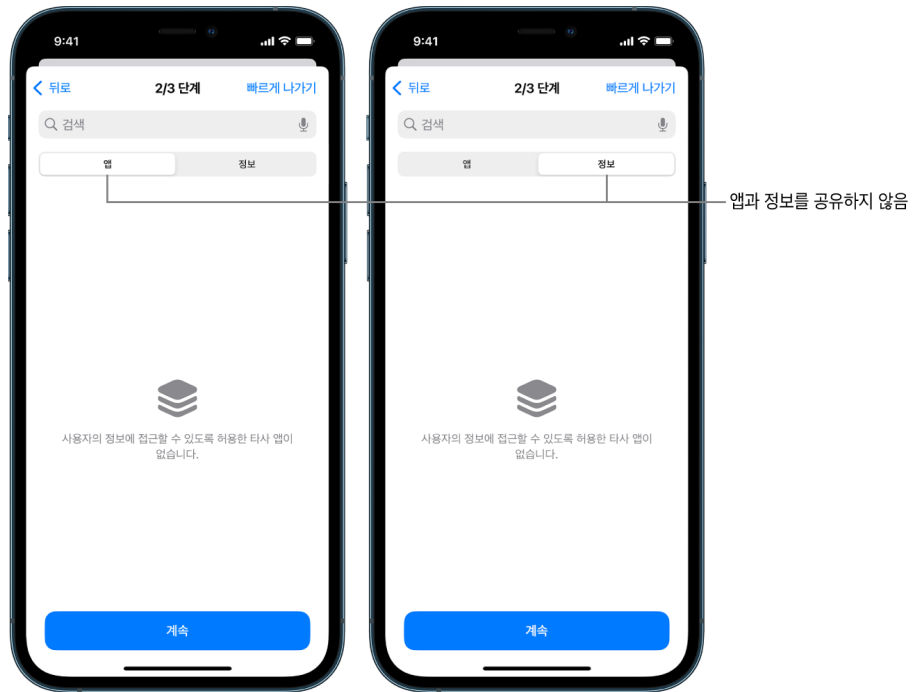 9:41
뒤로
2/3 단계
빠르게 나가기
검색
앱
정보
사용자의 정보에 접근할 수 있도록 허용한 타사 앱이
없습니다.
계속
9:41
뒤로
2/3 단계
빠르게 나가기
검색
앱
정보
사용자의 정보에 접근할 수 있도록 허용한 타사 앱이
없습니다.
계속
앱과 정보를 공유하지 않음